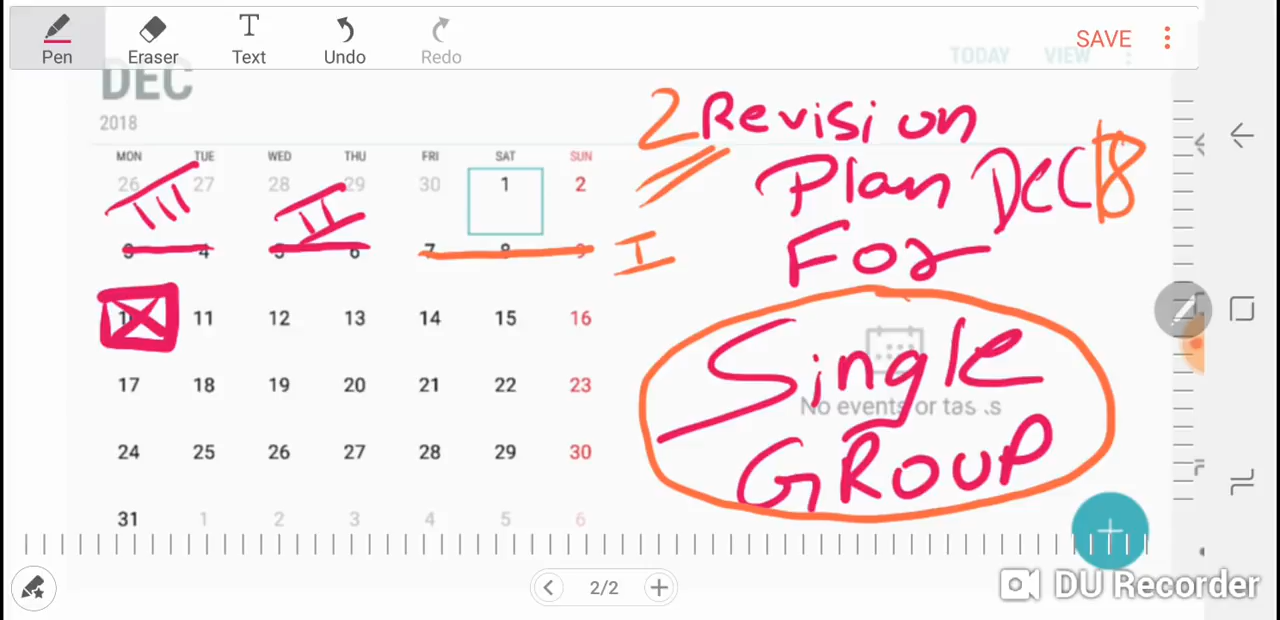 Pen Eraser Text Undo Redo SAVE
DEC TODAY VIEW
2018
MON TUE WED THU FRI SAT SUN
26 27 28 29 30 1 2
III II
3 4 5 6 7 8 9 I
10 11 12 13 14 15 16
17 18 19 20 21 22 23
24 25 26 27 28 29 30
31 1 2 3 4 5 6
2 Revision
Plan DEC 18
FOR
Single
GROUP
No events or tasks
2/2
DU Recorder